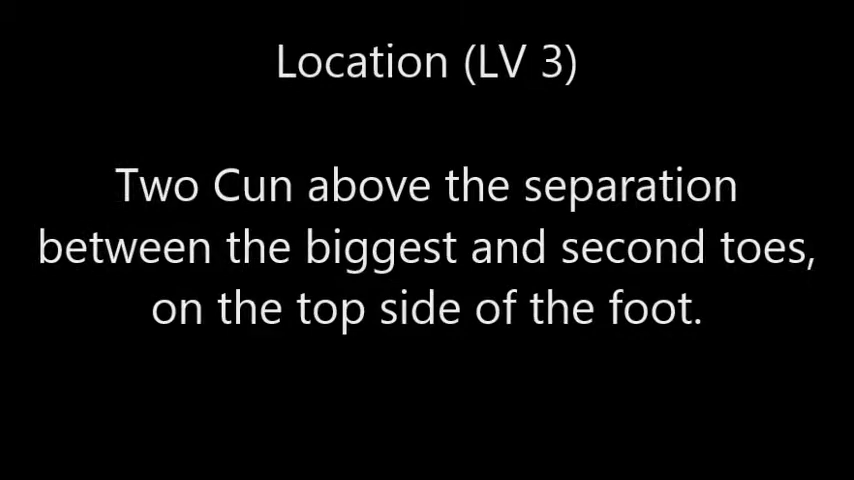 Location (LV 3)
Two Cun above the separation
between the biggest and second toes,
on the top side of the foot.